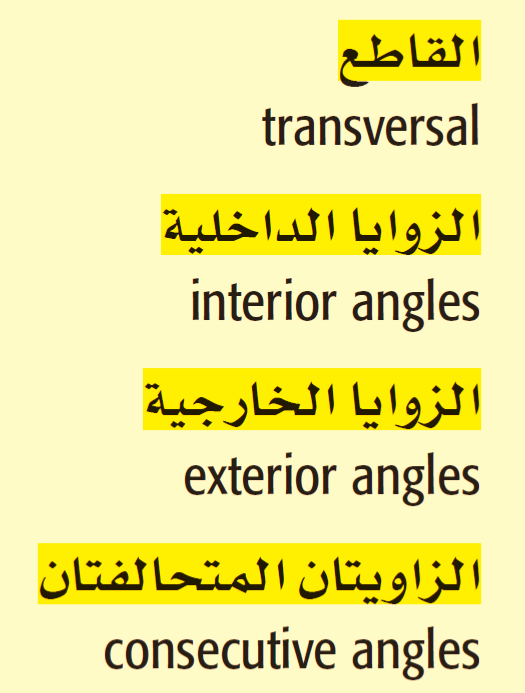 القاطع
transversal
الزوايا الداخلية
interior angles
الزوايا الخارجية
exterior angles
الزاويتان المتحالفتان
consecutive angles